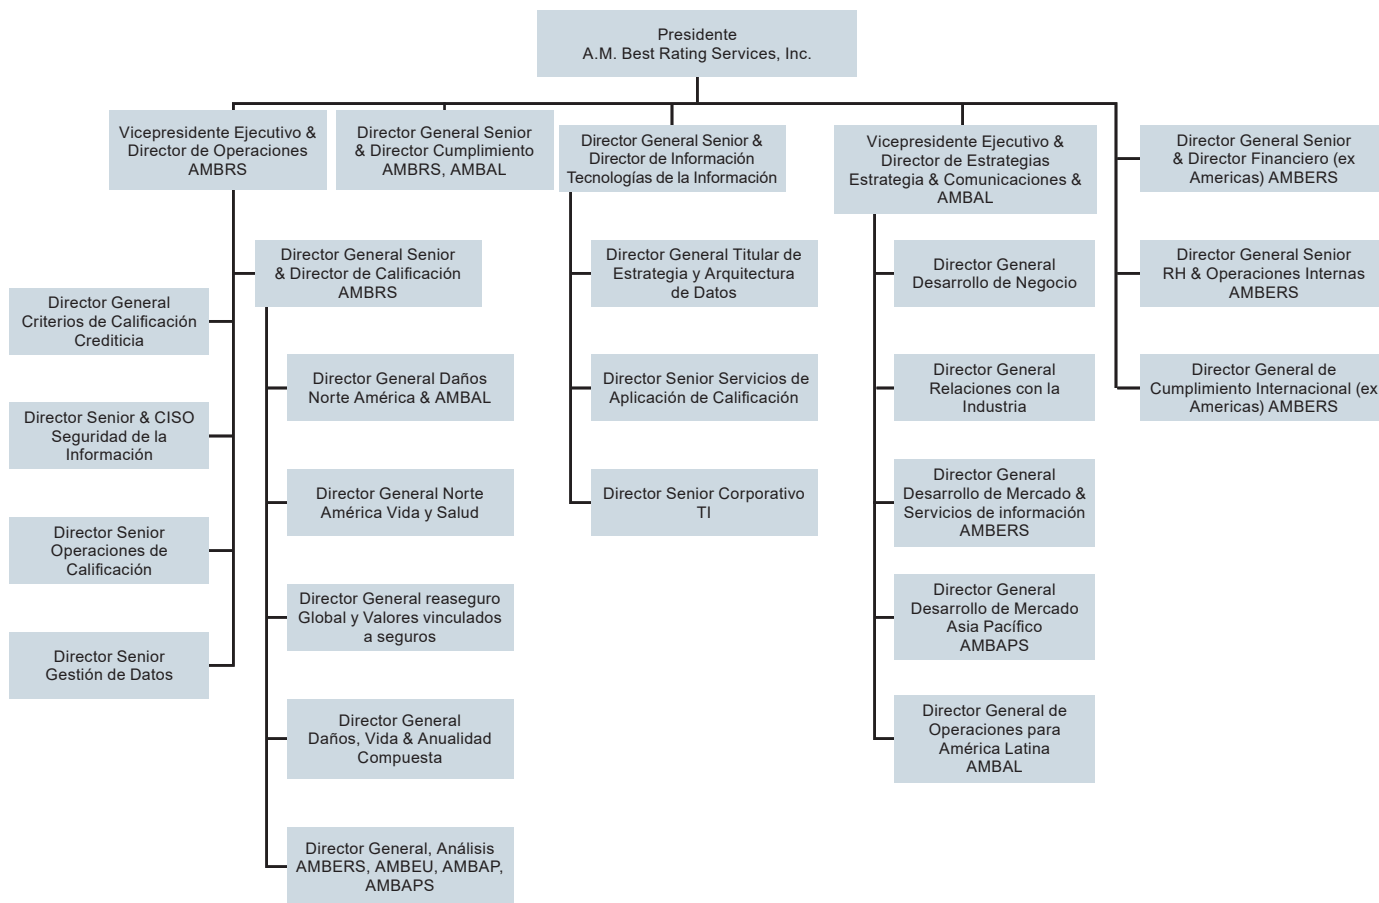 Presidente
A.M. Best Rating Services, Inc.
Vicepresidente Ejecutivo &
Director de Operaciones
AMBRS
Director General Senior
& Director Cumplimiento
AMBRS, AMBAL
Director General Senior &
Director de Información
Tecnologías de la Información
Vicepresidente Ejecutivo &
Director de Estrategias
Estrategia & Comunicaciones &
AMBAL
Director General Senior
& Director Financiero (ex
Americas) AMBERS
Director General Senior
& Director de Calificación
AMBRS
Director General Titular de
Estrategia y Arquitectura
de Datos
Director General
Desarrollo de Negocio
Director General Senior
RH & Operaciones Internas
AMBERS
Director General
Criterios de Calificación
Crediticia
Director General Daños
Norte América & AMBAL
Director Senior Servicios de
Aplicación de Calificación
Director General
Relaciones con la
Industria
Director General de
Cumplimiento Internacional (ex
Americas) AMBERS
Director Senior & CISO
Seguridad de la
Información
Director General Norte
América Vida y Salud
Director Senior Corporativo
TI
Director General
Desarrollo de Mercado &
Servicios de información
AMBERS
Director Senior
Operaciones de
Calificación
Director General reaseguro
Global y Valores vinculados
a seguros
Director General
Desarrollo de Mercado
Asia Pacífico
AMBAPS
Director Senior
Gestión de Datos
Director General
Daños, Vida & Anualidad
Compuesta
Director General de
Operaciones para
América Latina
AMBAL
Director General, Análisis
AMBERS, AMBEU, AMBAP,
AMBAPS